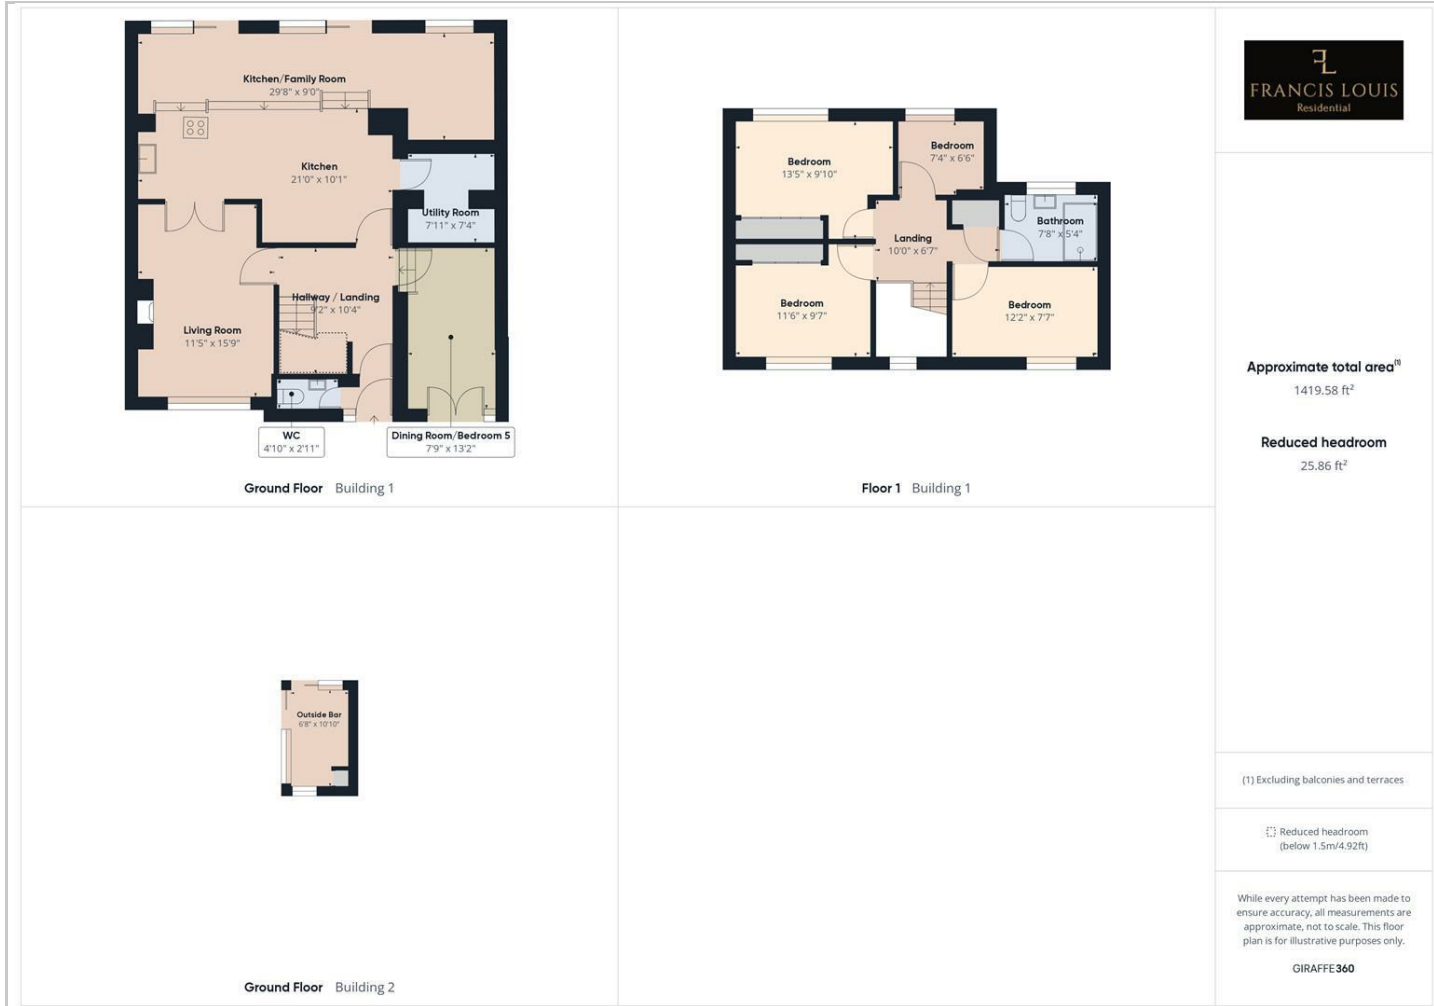 Kitchen/Family Room
29'8" x 9'0"
Kitchen
21'0" x 10'1"
Utility Room
7'11" x 7'4"
Hallway / Landing
9'2" x 10'4"
Living Room
11'5" x 15'9"
WC
4'10" x 2'11"
Dining Room/Bedroom 5
7'9" x 13'2"
Ground Floor Building 1
Bedroom
13'5" x 9'10"
Bedroom
7'4" x 6'6"
Bathroom
7'8" x 5'4"
Landing
10'0" x 6'7"
Bedroom
11'6" x 9'7"
Bedroom
12'2" x 7'7"
Floor 1 Building 1
Outside Bar
6'8" x 10'10"
Ground Floor Building 2
FL
FRANCIS LOUIS
Residential
Approximate total area(1)
1419.58 ft²
Reduced headroom
25.86 ft²
(1) Excluding balconies and terraces
Reduced headroom
(below 1.5m/4.92ft)
While every attempt has been made to
ensure accuracy, all measurements are
approximate, not to scale. This floor
plan is for illustrative purposes only.
GIRAFFE360